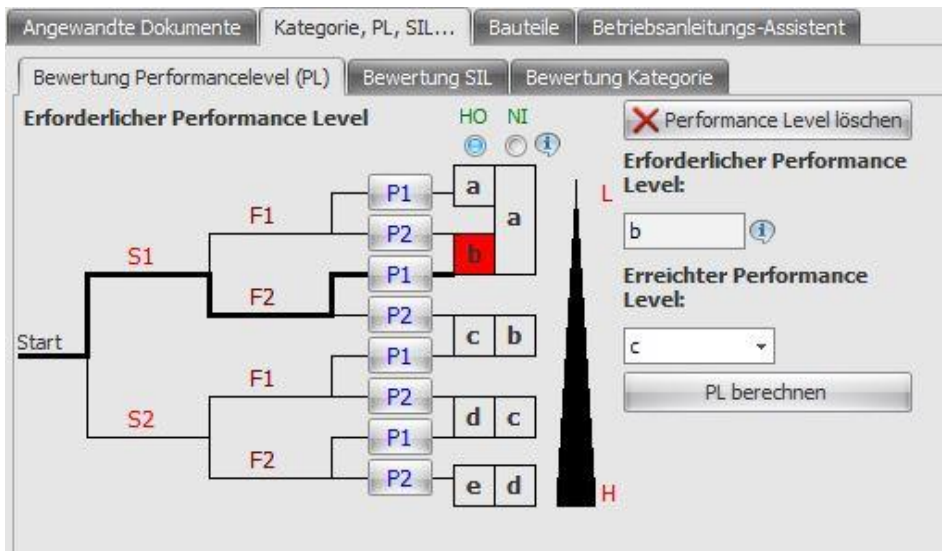 Angewandte Dokumente Kategorie, PL, SIL... Bauteile Betriebsanleitungs-Assistent
Bewertung Performancelevel (PL) Bewertung SIL Bewertung Kategorie
Erforderlicher Performance Level
HO NI
Start
S1
S2
F1
F2
F1
F2
P1
P2
P1
P2
P1
P2
P1
P2
a
a
b
c b
d c
e d
L
H
Performance Level löschen
Erforderlicher Performance
Level:
b
Erreichter Performance
Level:
c
PL berechnen